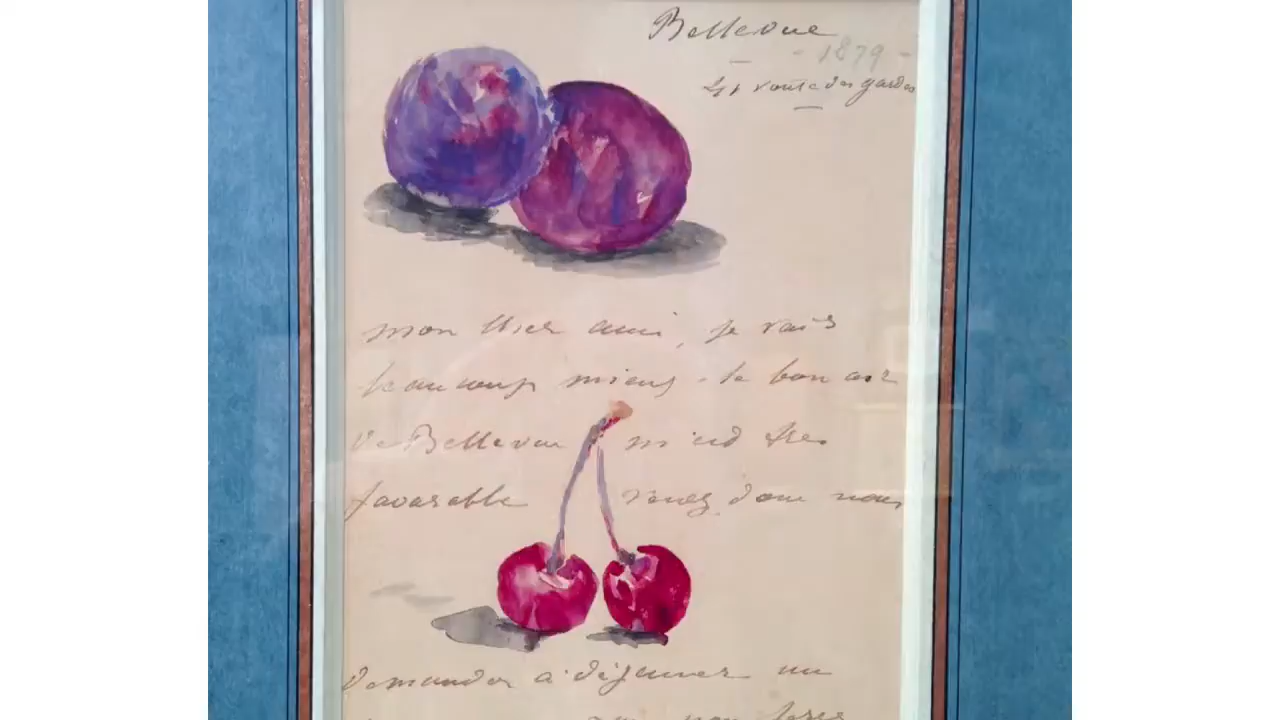 Bellevue
- 1879 -
41 route des gardes
mon cher ami, je vais
beaucoup mieux - le bon air
de Bellevue m'est très
favorable venez donc nous
demander à déjeuner un